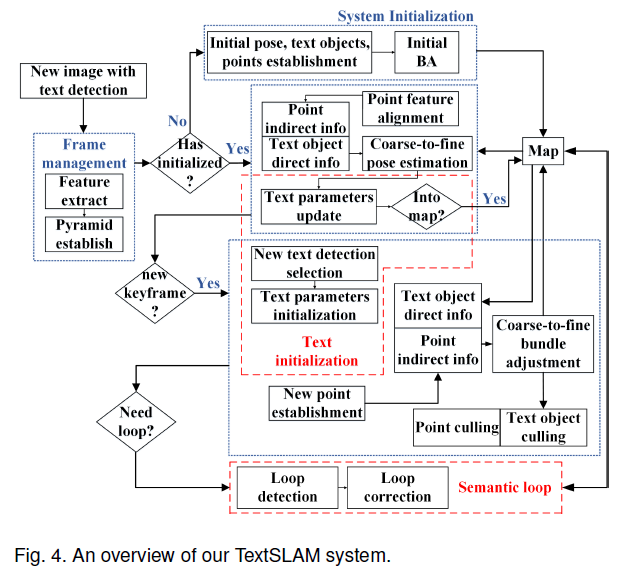 System Initialization
New image with
text detection
Initial pose, text objects,
points establishment
Initial
BA
No
Frame
management
Feature
extract
Pyramid
establish
Has
initialized
?
Yes
Point
indirect info
Text object
direct info
Point feature
alignment
Coarse-to-fine
pose estimation
Map
Text parameters
update
Into
map?
Yes
new
keyframe
?
Yes
New text detection
selection
Text parameters
initialization
Text
initialization
Text object
direct info
Point
indirect info
Coarse-to-fine
bundle
adjustment
New point
establishment
Point culling
Text object
culling
Need
loop?
Loop
detection
Loop
correction
Semantic loop
Fig. 4. An overview of our TextSLAM system.